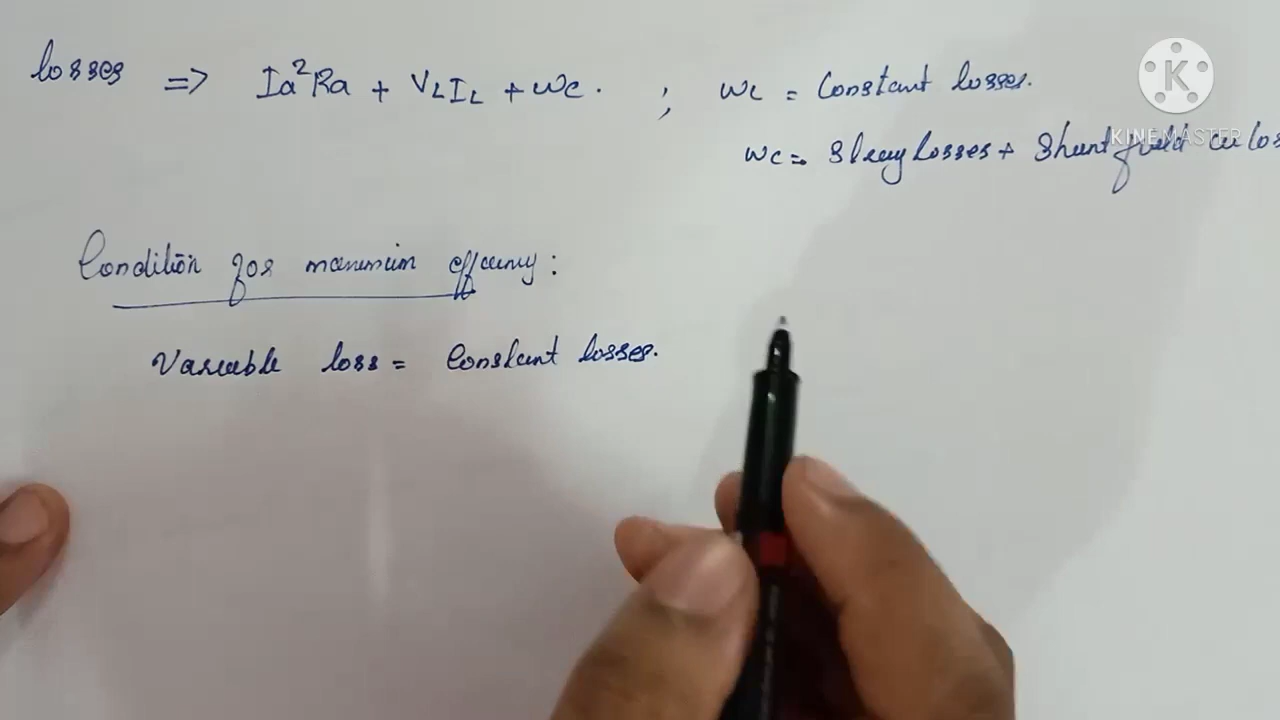 losses => Ia²Ra + VLIL + Wc. ; Wc = Constant losses.
KINEMASTER
Wc = Stray losses + Shunt field cu los
Condition for maximum efficiency:
Variable loss = Constant losses.